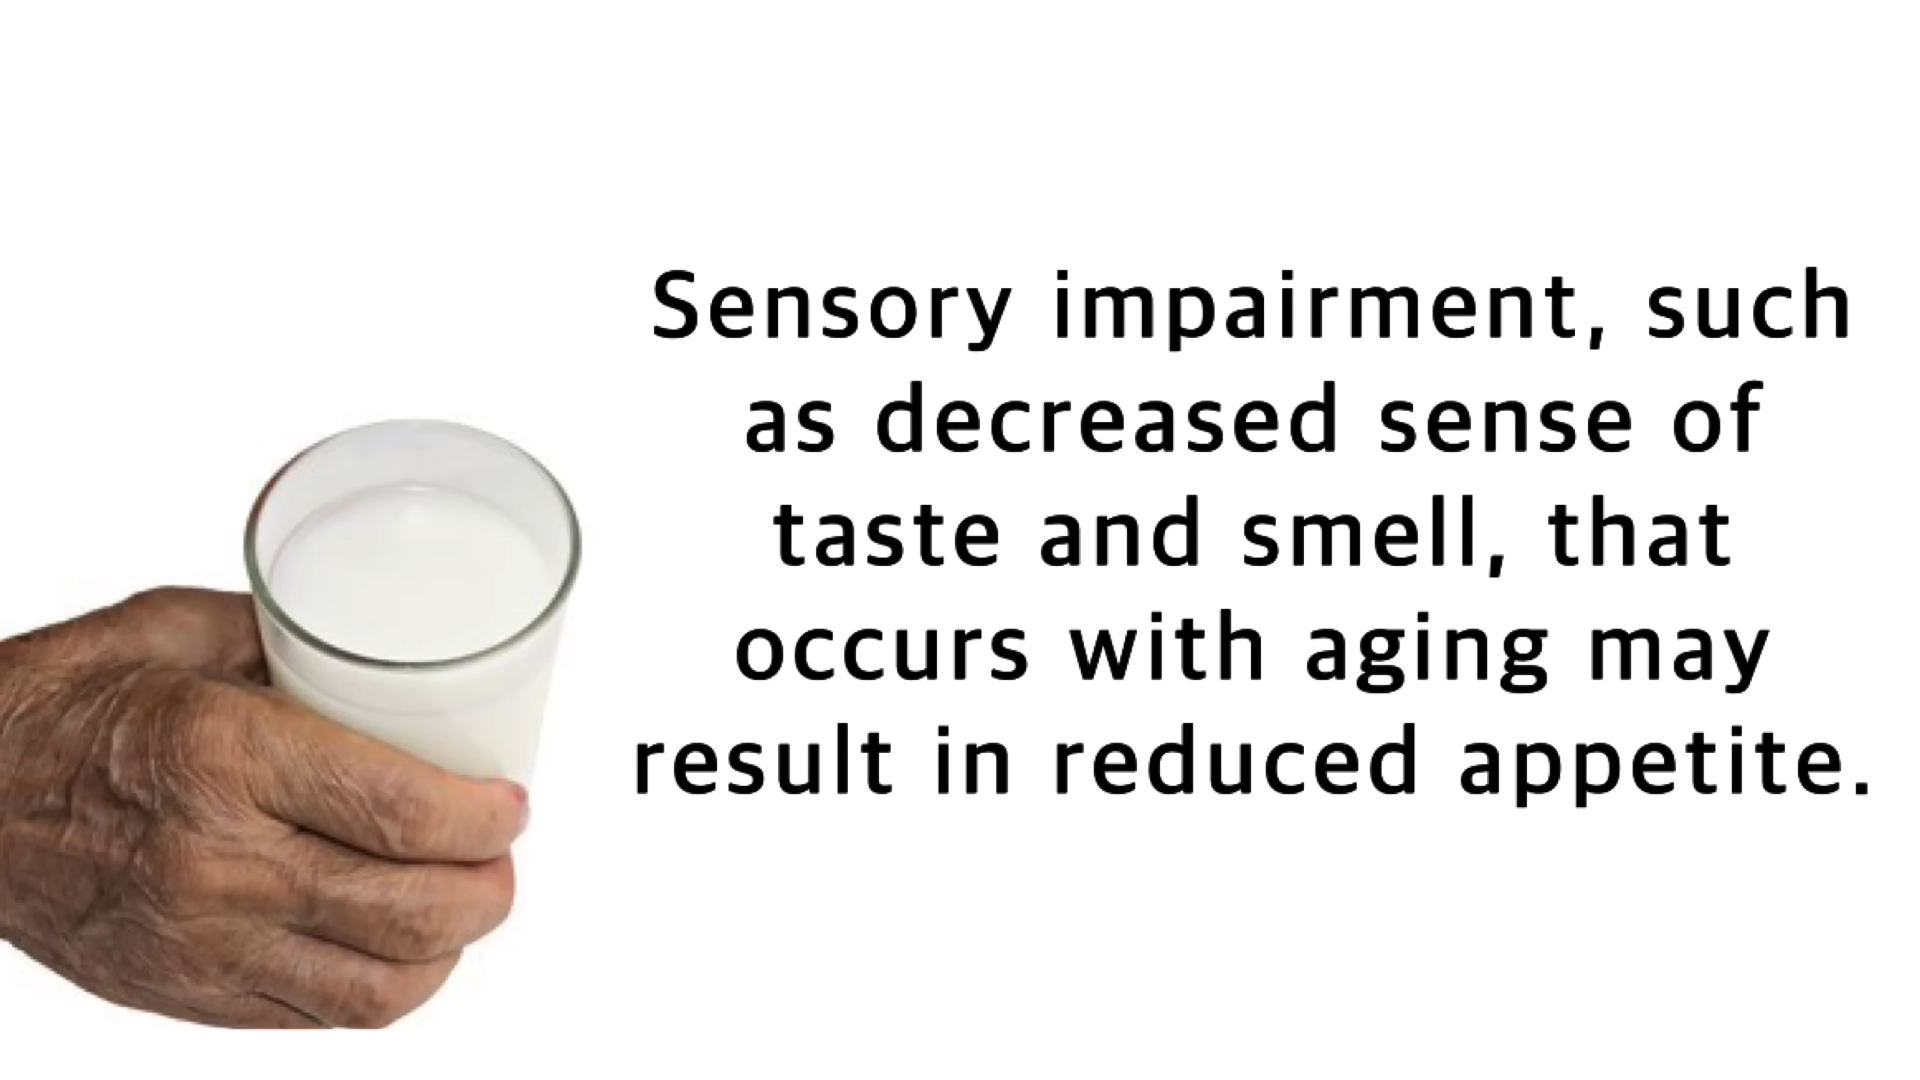 Sensory impairment, such
as decreased sense of
taste and smell, that
occurs with aging may
result in reduced appetite.